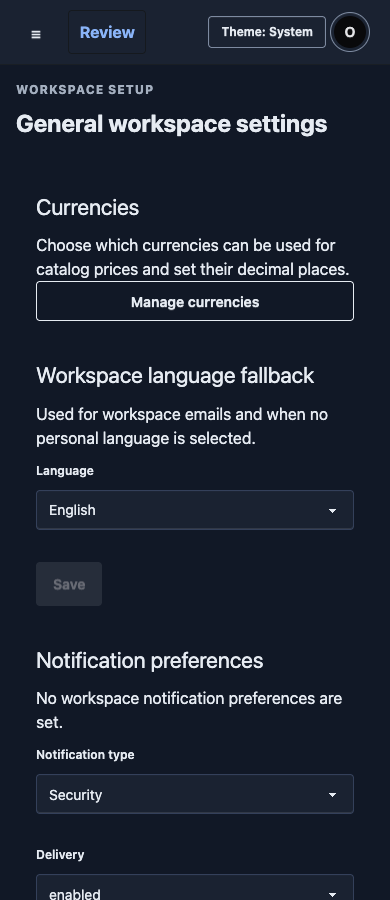 Review
Theme: System
O
WORKSPACE SETUP
General workspace settings
Currencies
Choose which currencies can be used for
catalog prices and set their decimal places.
Manage currencies
Workspace language fallback
Used for workspace emails and when no
personal language is selected.
Language
English
Save
Notification preferences
No workspace notification preferences are
set.
Notification type
Security
Delivery
enabled